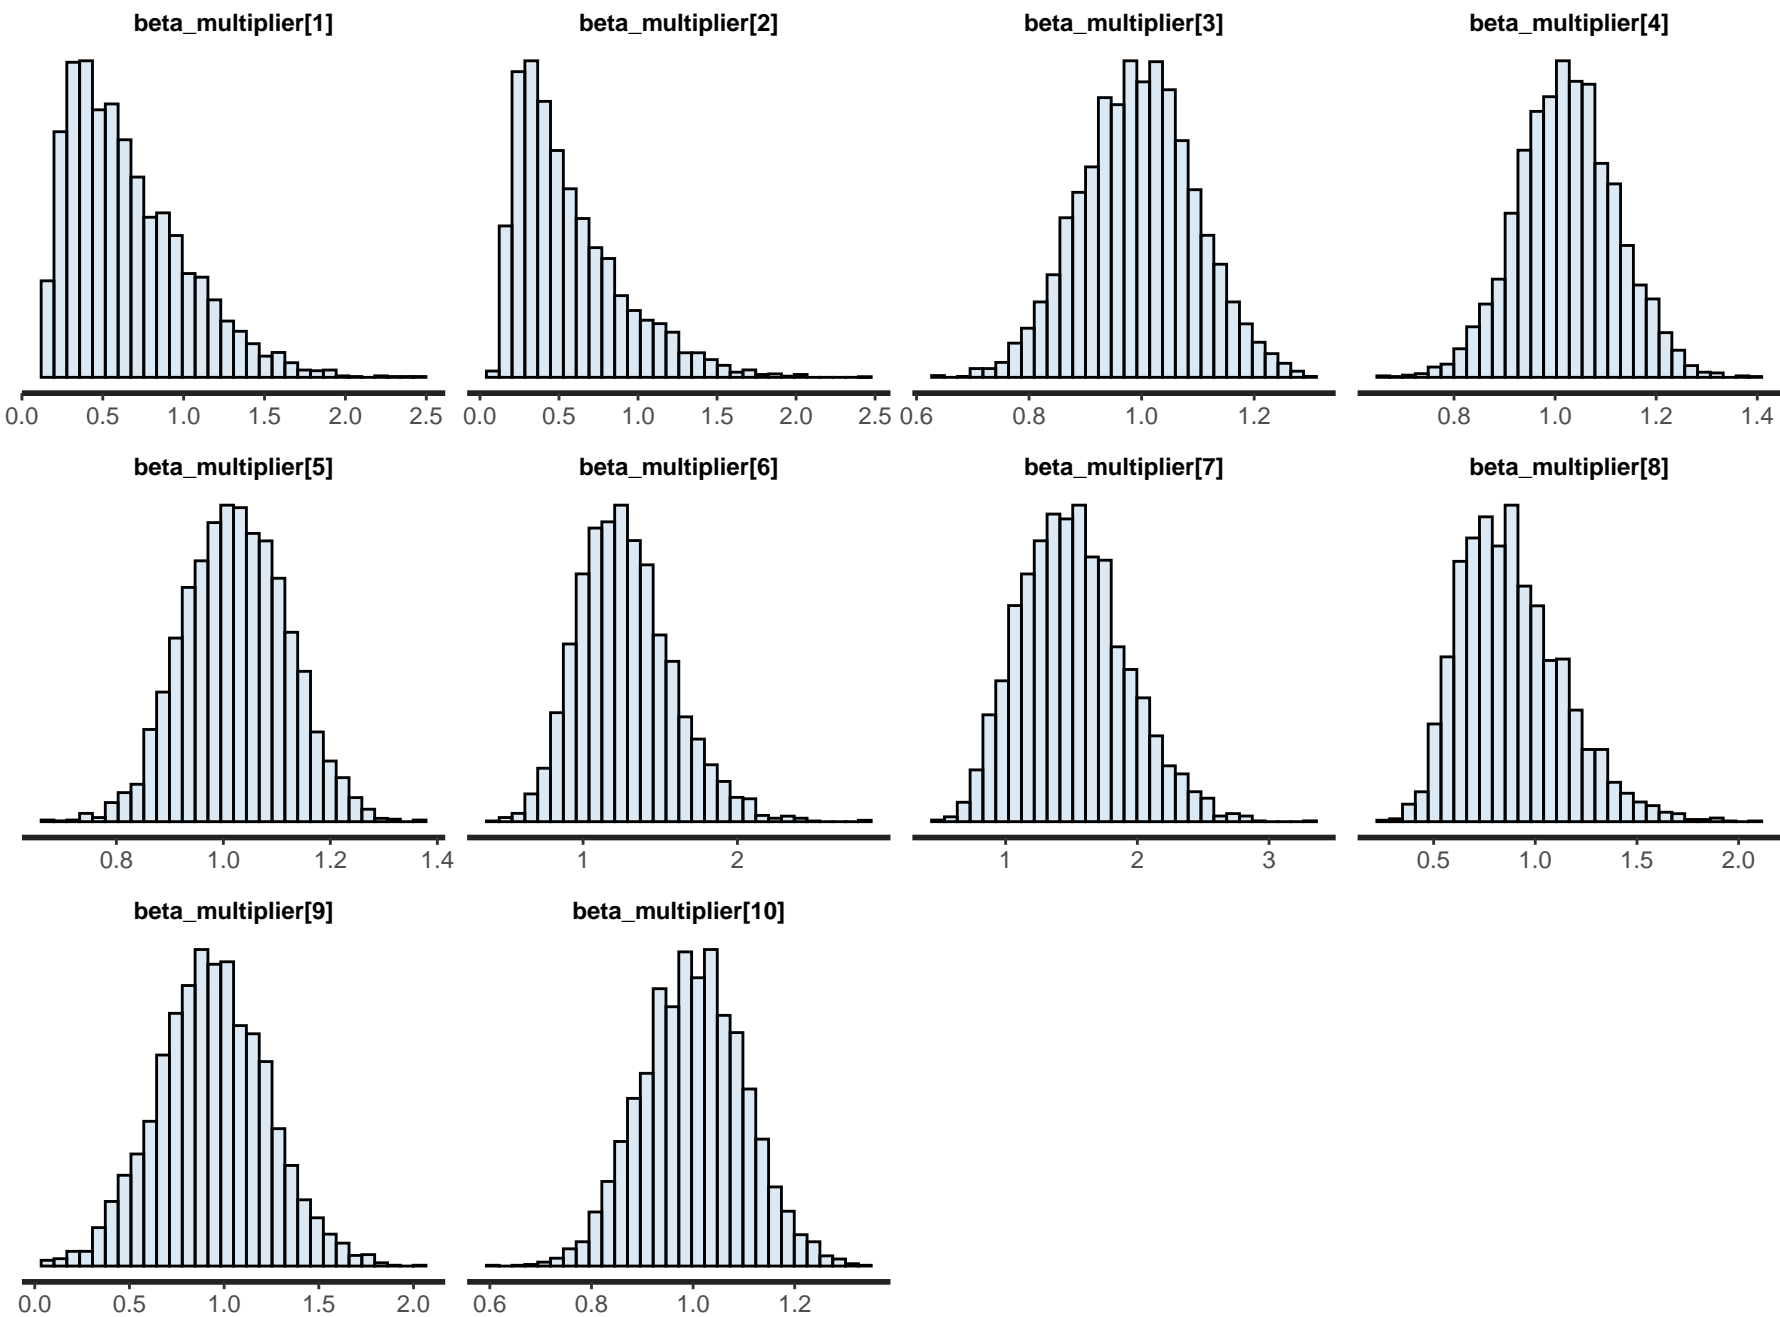 beta_multiplier[1] beta_multiplier[2] beta_multiplier[3] beta_multiplier[4]
0.0 0.5 1.0 1.5 2.0 2.5 0.0 0.5 1.0 1.5 2.0 2.5 0.6 0.8 1.0 1.2 0.8 1.0 1.2 1.4
beta_multiplier[5] beta_multiplier[6] beta_multiplier[7] beta_multiplier[8]
0.8 1.0 1.2 1.4 1 2 1 2 3 0.5 1.0 1.5 2.0
beta_multiplier[9] beta_multiplier[10]
0.0 0.5 1.0 1.5 2.0 0.6 0.8 1.0 1.2